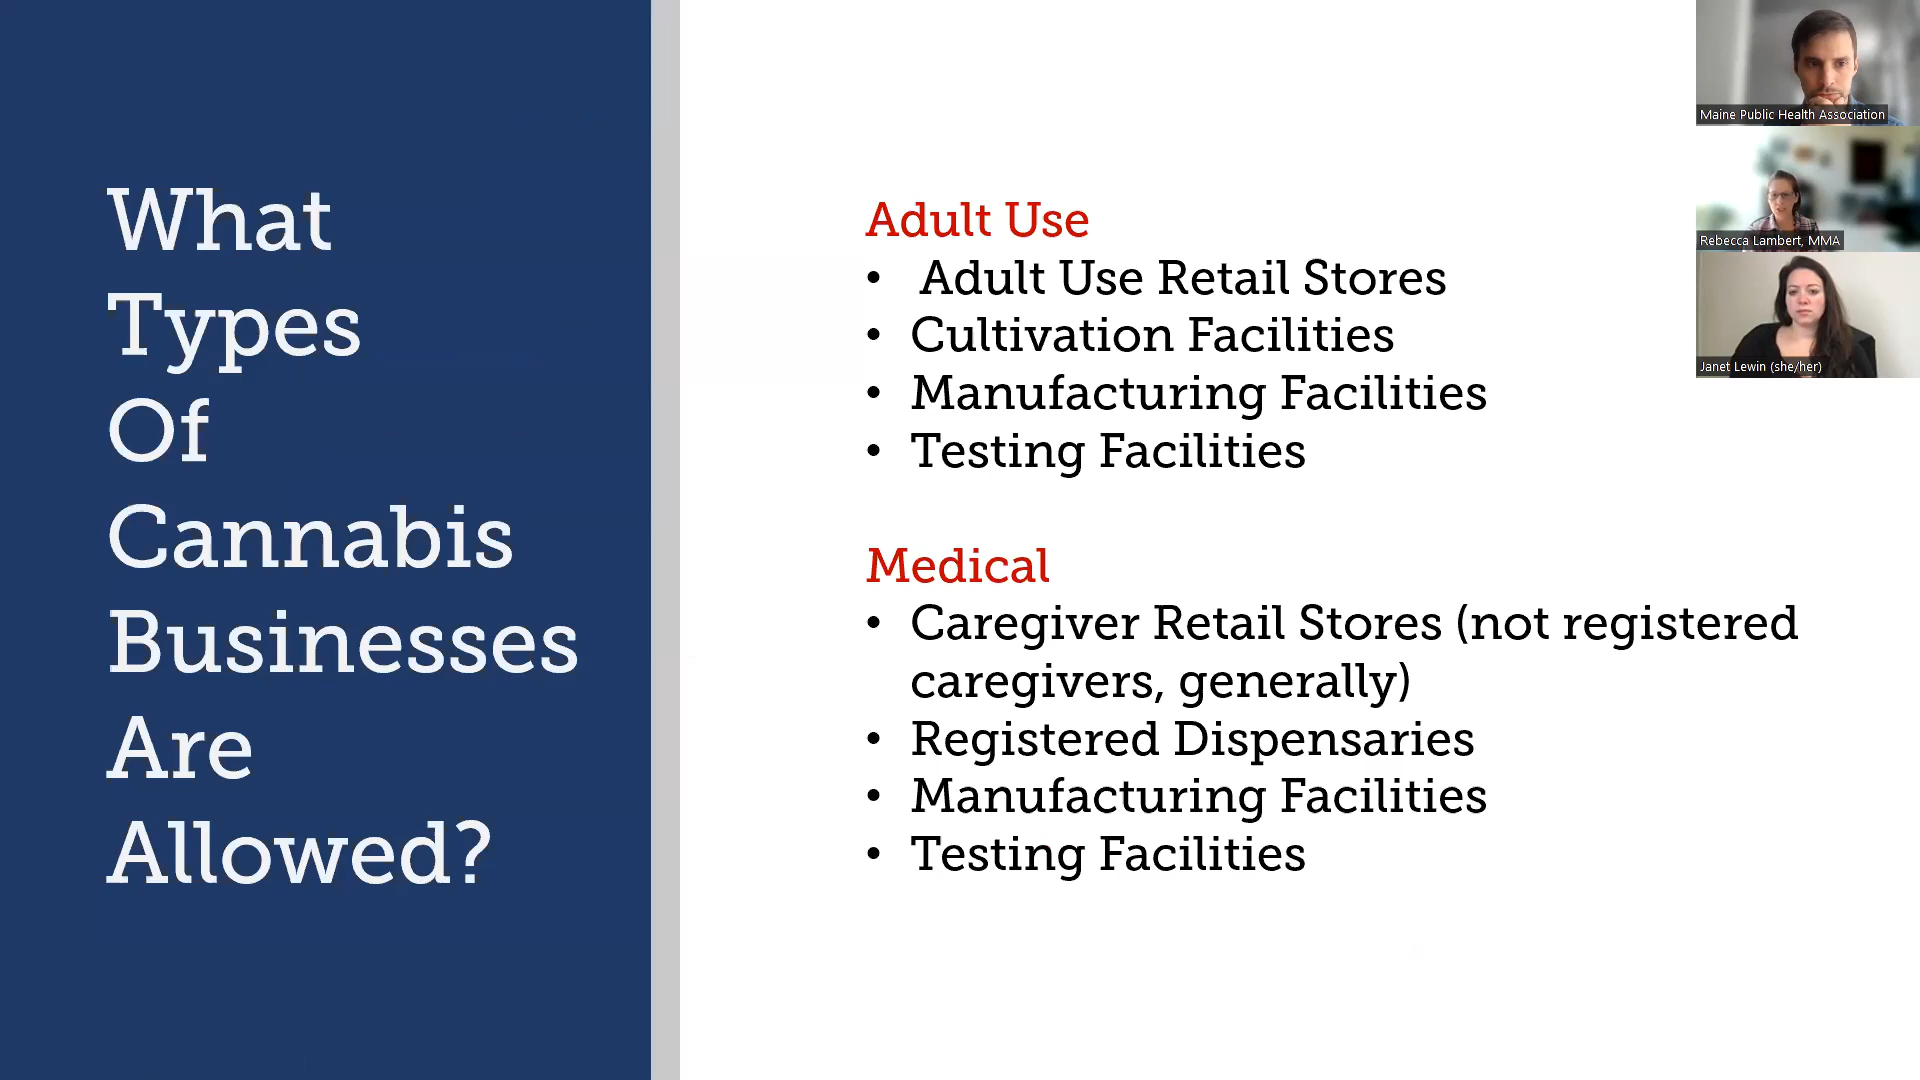 What
Types
Of
Cannabis
Businesses
Are
Allowed?
Adult Use
• Adult Use Retail Stores
• Cultivation Facilities
• Manufacturing Facilities
• Testing Facilities
Medical
• Caregiver Retail Stores (not registered
caregivers, generally)
• Registered Dispensaries
• Manufacturing Facilities
• Testing Facilities
Maine Public Health Association
Rebecca Lambert, MMA
Janet Lewin (she/her)